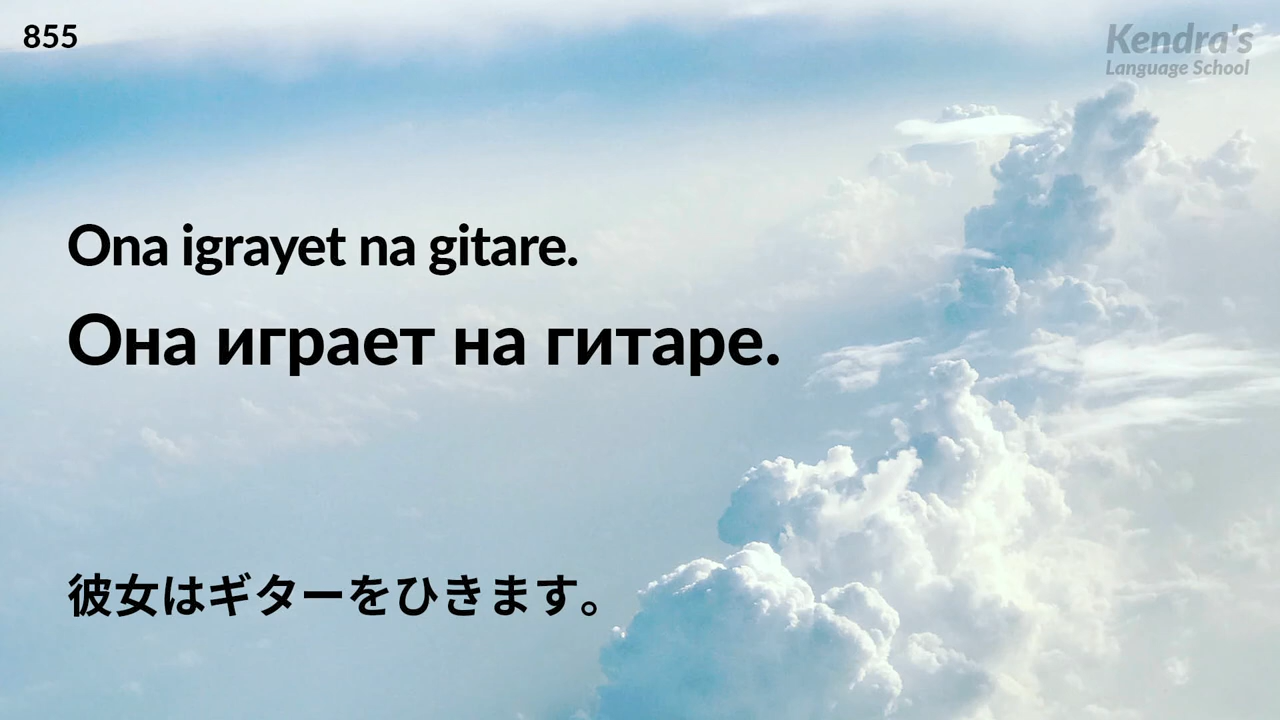 855
Kendra's
Language School
Ona igrayet na gitare.
Она играет на гитаре.
彼女はギターをひきます。